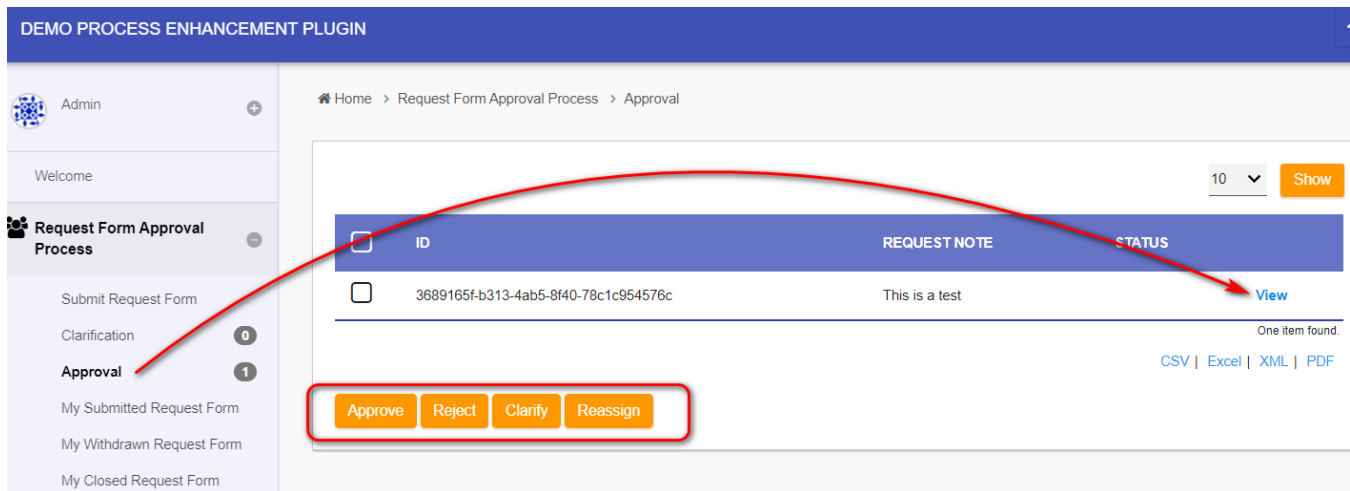 DEMO PROCESS ENHANCEMENT PLUGIN
Admin
Home > Request Form Approval Process > Approval
Welcome
10 Show
Request Form Approval
Process
ID REQUEST NOTE STATUS
Submit Request Form
3689165f-b313-4ab5-8f40-78c1c954576c This is a test View
Clarification 0
One item found.
CSV | Excel | XML | PDF
Approval 1
My Submitted Request Form
Approve Reject Clarify Reassign
My Withdrawn Request Form
My Closed Request Form